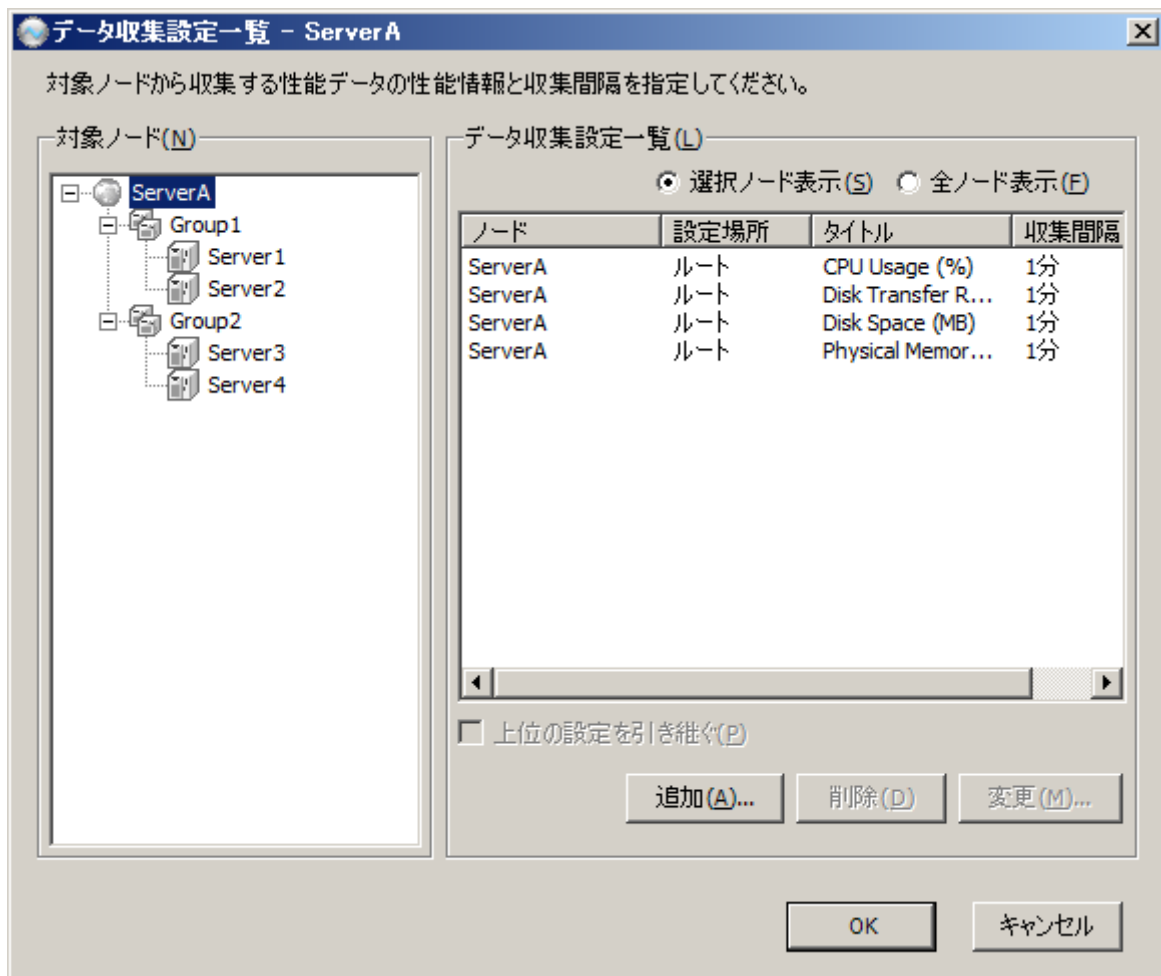 データ収集設定一覧 - ServerA
対象ノードから収集する性能データの性能情報と収集間隔を指定してください。
対象ノード(N)
ServerA
Group1
Server1
Server2
Group2
Server3
Server4
データ収集設定一覧(L)
選択ノード表示(S) 全ノード表示(F)
ノード 設定場所 タイトル 収集間隔
ServerA ルート CPU Usage (%) 1分
ServerA ルート Disk Transfer R... 1分
ServerA ルート Disk Space (MB) 1分
ServerA ルート Physical Memor... 1分
上位の設定を引き継ぐ(P)
追加(A)... 削除(D) 変更(M)...
OK キャンセル